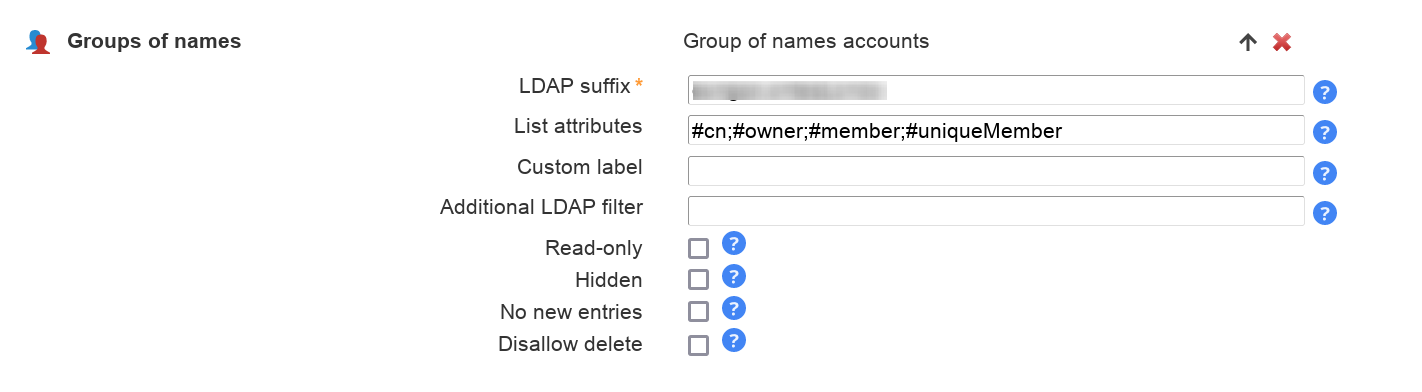 Groups of names Group of names accounts
LDAP suffix * ?
List attributes #cn;#owner;#member;#uniqueMember ?
Custom label ?
Additional LDAP filter ?
Read-only ?
Hidden ?
No new entries ?
Disallow delete ?